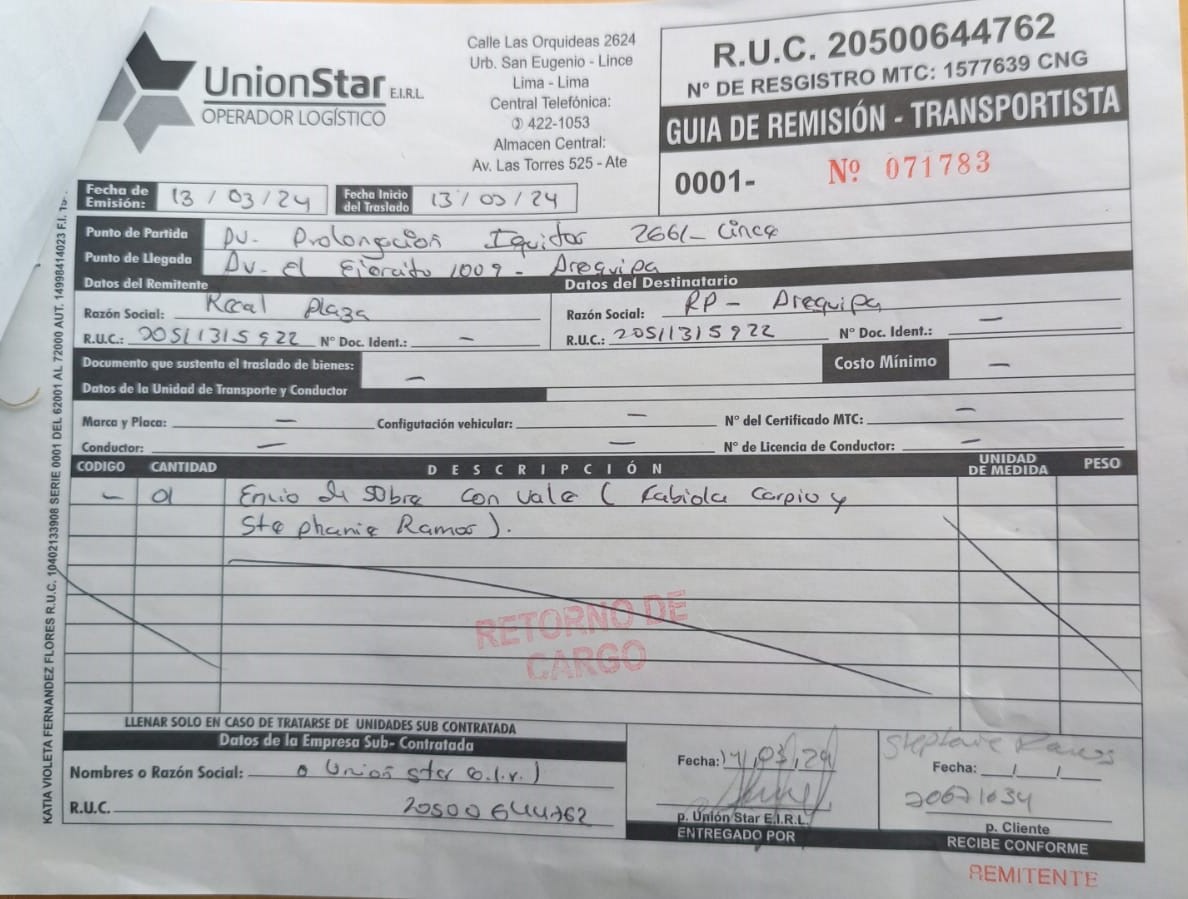 UnionStar E.I.R.L.
OPERADOR LOGÍSTICO
Calle Las Orquideas 2624
Urb. San Eugenio - Lince
Lima - Lima
Central Telefónica:
422-1053
Almacen Central:
Av. Las Torres 525 - Ate
R.U.C. 20500644762
N° DE RESGISTRO MTC: 1577639 CNG
GUIA DE REMISIÓN - TRANSPORTISTA
0001- Nº 071783
Fecha de Emisión: 13 / 03 / 24 Fecha Inicio del Traslado 13 / 03 / 24
Punto de Partida Av. Prolongación Iquitos 2661 - Lince
Punto de Llegada Av. El Ejercito 1009 - Arequipa
Datos del Remitente Datos del Destinatario
Razón Social: Real Plaza Razón Social: RP - Arequipa
R.U.C.: 20511315922 N° Doc. Ident.: - R.U.C.: 20511315922 N° Doc. Ident.: -
Documento que sustenta el traslado de bienes: - Costo Mínimo -
Datos de la Unidad de Transporte y Conductor
Marca y Placa: - Configutación vehicular: - N° del Certificado MTC: -
Conductor: - - N° de Licencia de Conductor: -
CODIGO CANTIDAD DESCRIPCIÓN UNIDAD DE MEDIDA PESO
- 01 Envio de sobre con vale ( Fabiola Carpio y
Stephanie Ramos ).
RETORNO DE
CARGO
LLENAR SOLO EN CASO DE TRATARSE DE UNIDADES SUB CONTRATADA
Datos de la Empresa Sub- Contratada
Nombres o Razón Social: Union Star e.i.r.l
R.U.C. 20500644762
Fecha: 14/03/24
p. Unión Star E.I.R.L.
ENTREGADO POR
Stephanie Ramos
Fecha: __/__/__
70671034
p. Cliente
RECIBE CONFORME
REMITENTE
KATIA VIOLETA FERNANDEZ FLORES R.U.C. 10402133908 SERIE 0001 DEL 62001 AL 72000 AUT. 14998414023 F.I.